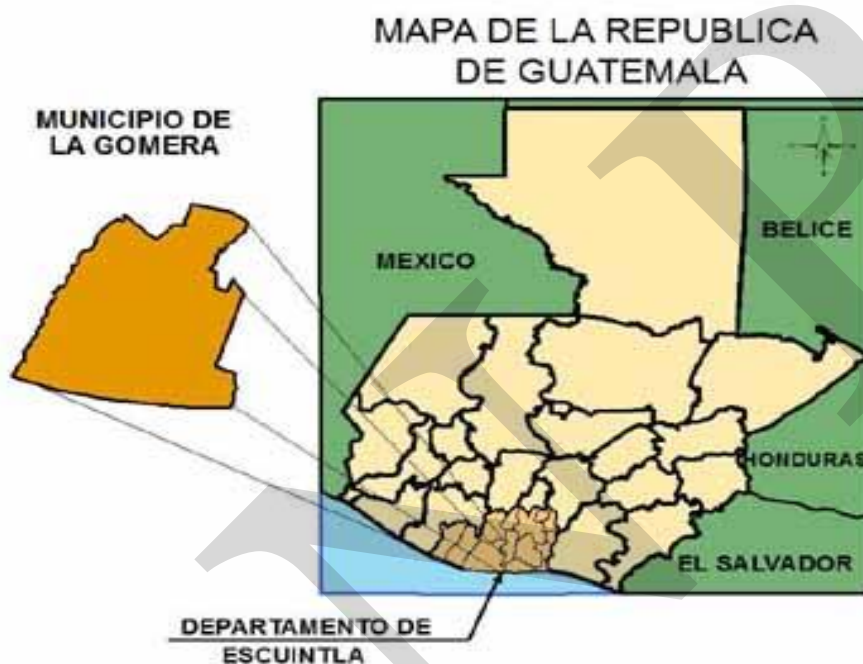 MAPA DE LA REPUBLICA
DE GUATEMALA
MUNICIPIO DE
LA GOMERA
BELICE
MEXICO
HONDURAS
EL SALVADOR
DEPARTAMENTO DE
ESCUINTLA